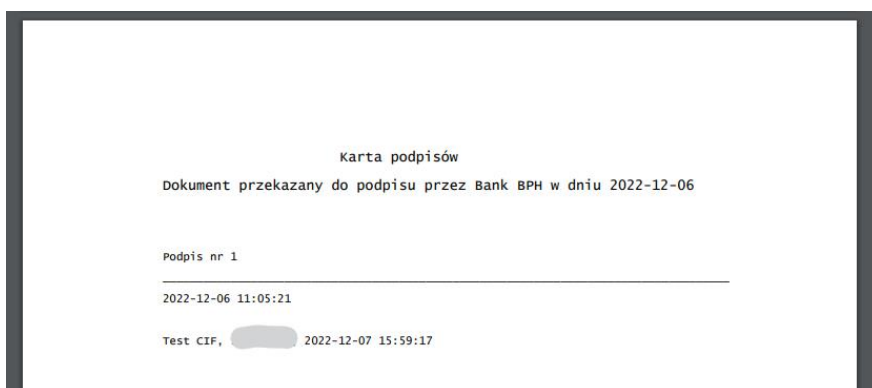 Karta podpisów
Dokument przekazany do podpisu przez Bank BPH w dniu 2022-12-06
Podpis nr 1
2022-12-06 11:05:21
Test CIF, 2022-12-07 15:59:17